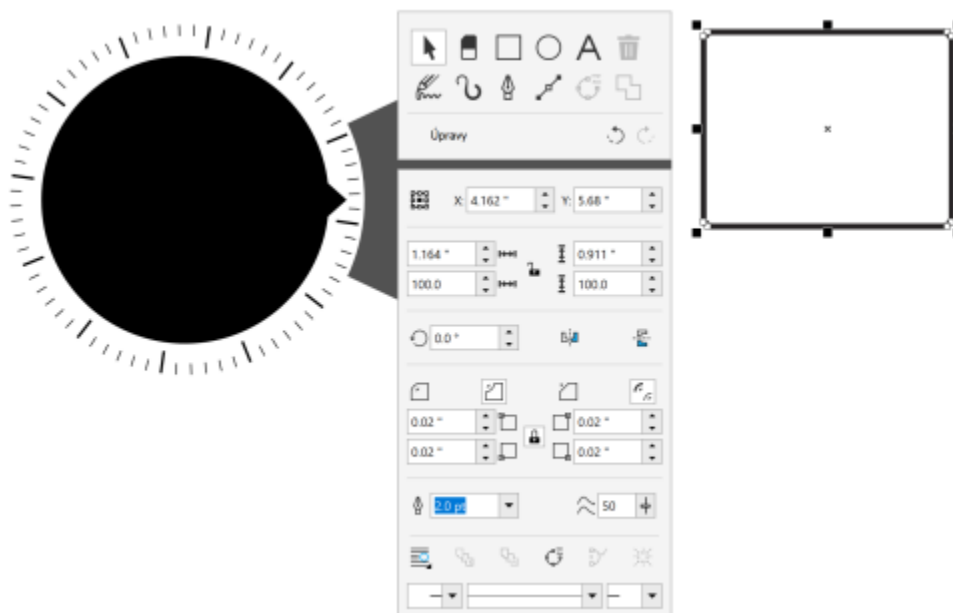 A
Úpravy
X: 4.162 " Y: 5.68 "
1.164 " 0.911 "
100.0 100.0
0.0 °
0.02 " 0.02 "
0.02 " 0.02 "
2.0 pt 50